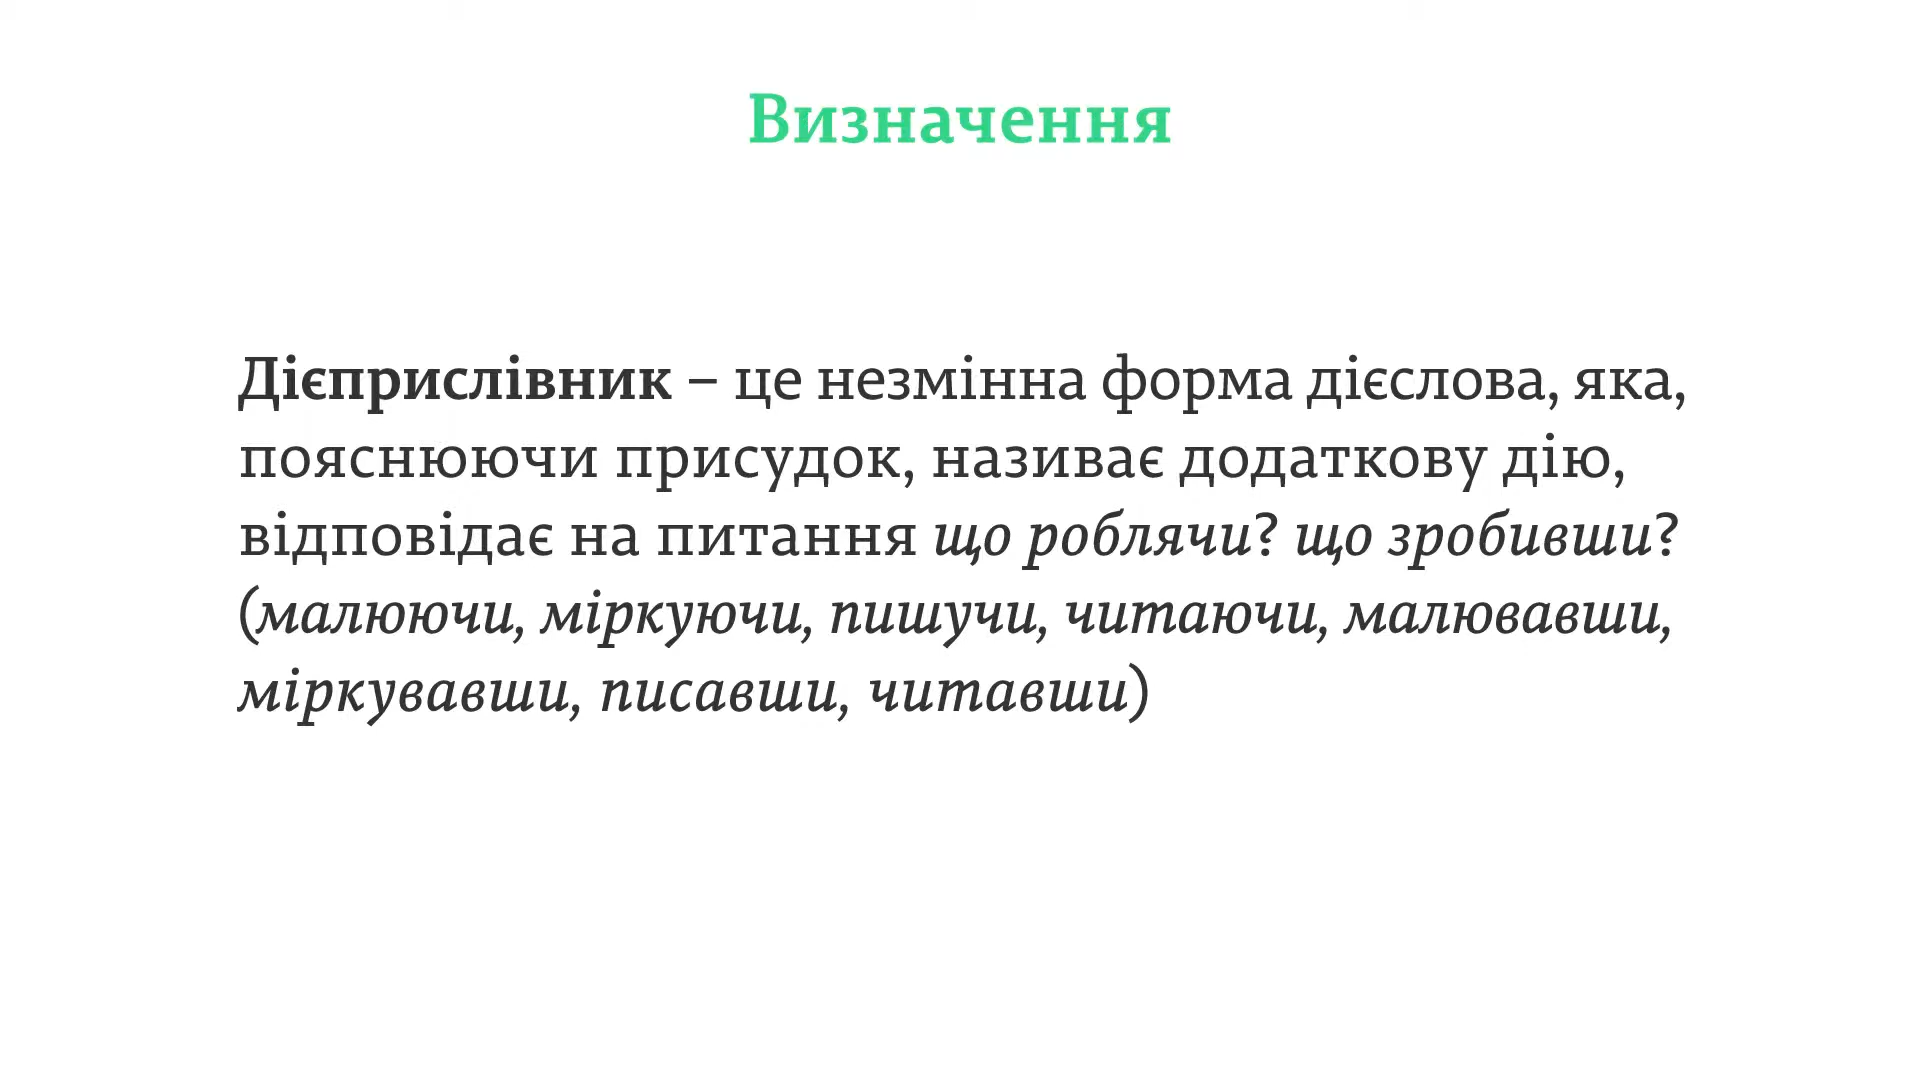 Визначення
Дієприслівник – це незмінна форма дієслова, яка,
пояснюючи присудок, називає додаткову дію,
відповідає на питання що роблячи? що зробивши?
(малюючи, міркуючи, пишучи, читаючи, малювавши,
міркувавши, писавши, читавши)